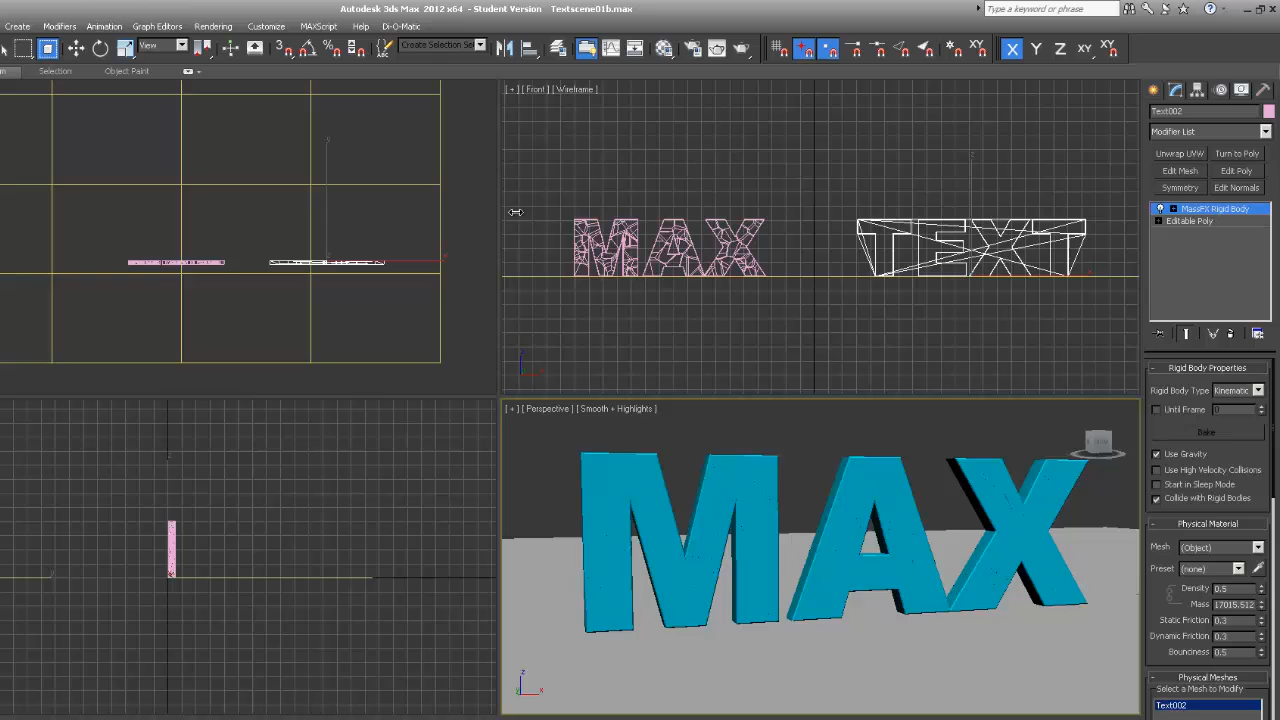 Autodesk 3ds Max 2012 x64 - Student Version Textscene01b.max
Type a keyword or phrase
Create Modifiers Animation Graph Editors Rendering Customize MAXScript Help Di-O-Matic
View
Create Selection Se
X Y Z XY XY
Selection Object Paint
[ + ] [ Front ] [ Wireframe ]
Text002
Modifier List
Unwrap UVW Turn to Poly
Edit Mesh Edit Poly
Symmetry Edit Normals
MassFX Rigid Body
Editable Poly
MAX TEXT
Rigid Body Properties
Rigid Body Type Kinematic
Until Frame 0
Bake
Use Gravity
Use High Velocity Collisions
Start in Sleep Mode
Collide with Rigid Bodies
[ + ] [ Perspective ] [ Smooth + Highlights ]
MAX
Physical Material
Mesh (Object)
Preset (none)
Density 0.5
Mass 17015.512
Static Friction 0.3
Dynamic Friction 0.3
Bounciness 0.5
Physical Meshes
Select a Mesh to Modify
Text002